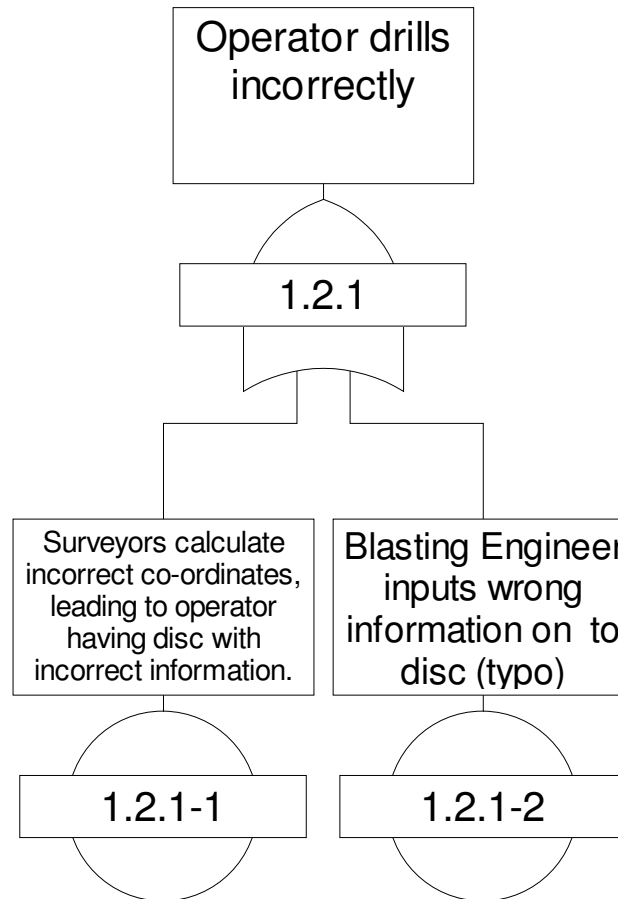 Operator drills
incorrectly
1.2.1
Surveyors calculate
incorrect co-ordinates,
leading to operator
having disc with
incorrect information.
Blasting Engineer
inputs wrong
information on to
disc (typo)
1.2.1-1
1.2.1-2